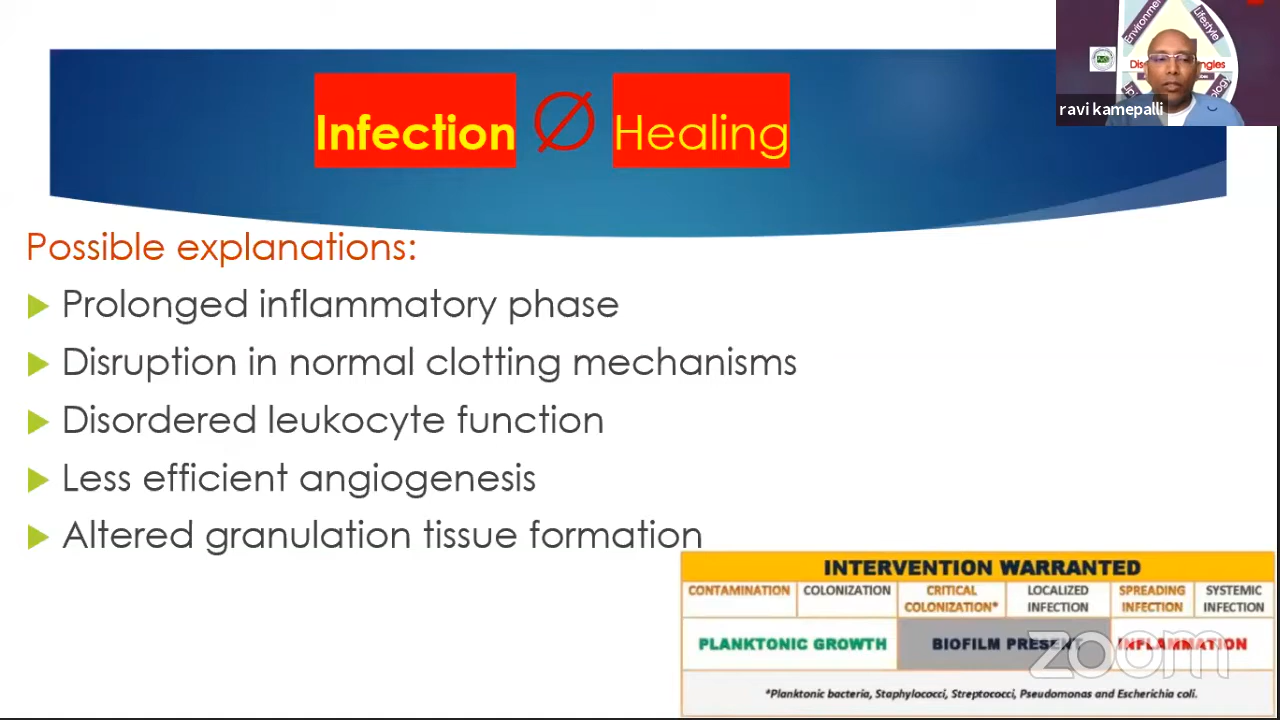 Infection Ø Healing
Environmen
Lifestyle
ravi kamepalli
Possible explanations:
Prolonged inflammatory phase
Disruption in normal clotting mechanisms
Disordered leukocyte function
Less efficient angiogenesis
Altered granulation tissue formation
INTERVENTION WARRANTED
CONTAMINATION COLONIZATION CRITICAL COLONIZATION* LOCALIZED INFECTION SPREADING INFECTION SYSTEMIC INFECTION
PLANKTONIC GROWTH BIOFILM PRESENT INFLAMMATION
zoom
*Planktonic bacteria, Staphylococci, Streptococci, Pseudomonas and Escherichia coli.